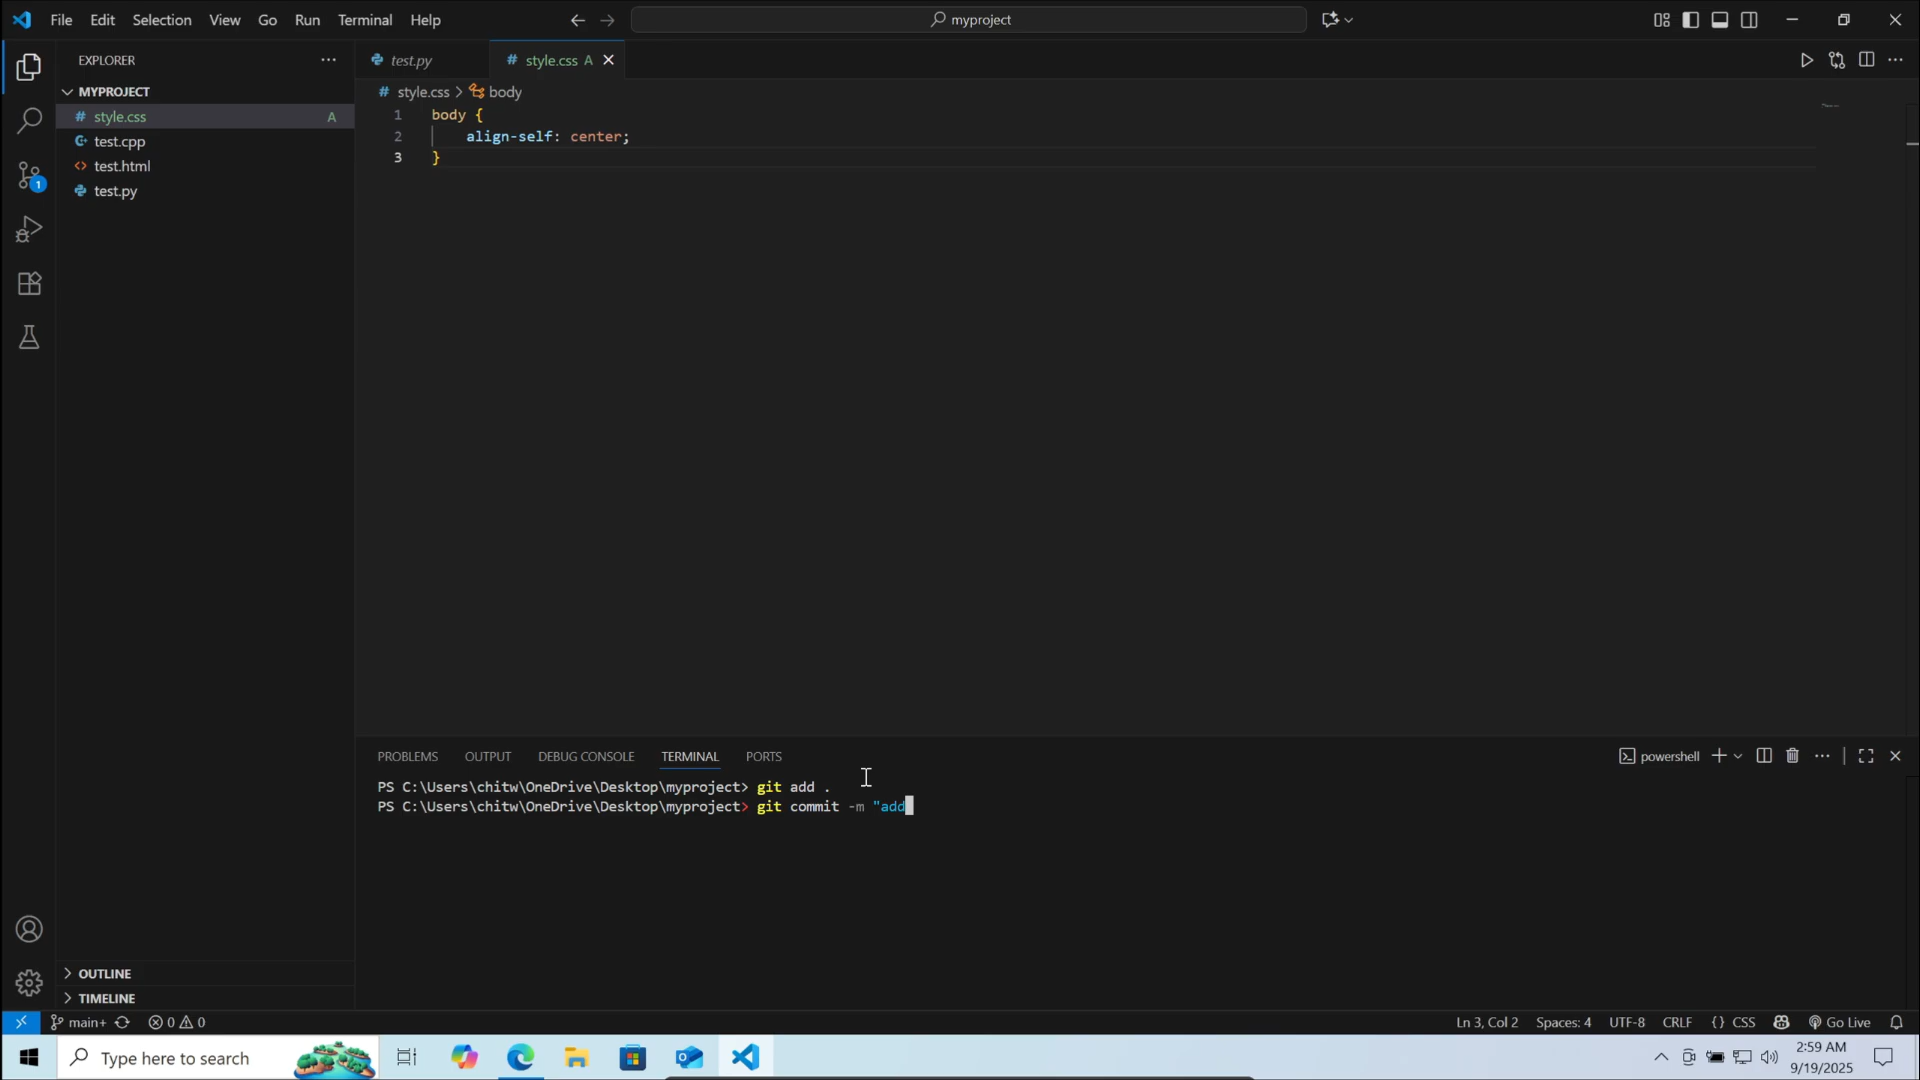 File Edit Selection View Go Run Terminal Help
myproject
EXPLORER
test.py
style.css A
MYPROJECT
style.css > body
style.css A
test.cpp
test.html
test.py
1 body {
2 align-self: center;
3 }
1
PROBLEMS OUTPUT DEBUG CONSOLE TERMINAL PORTS
powershell
PS C:\Users\chitw\OneDrive\Desktop\myproject> git add .
PS C:\Users\chitw\OneDrive\Desktop\myproject> git commit -m "add
OUTLINE
TIMELINE
main+ 0 0 Ln 3, Col 2 Spaces: 4 UTF-8 CRLF {} CSS Go Live
Type here to search
2:59 AM
9/19/2025